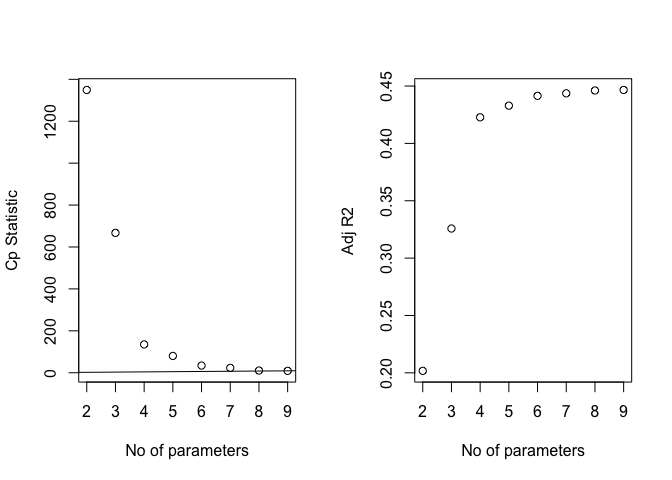 Cp Statistic
0 200 400 600 800 1200
2 3 4 5 6 7 8 9
No of parameters
Adj R2
0.20 0.25 0.30 0.35 0.40 0.45
2 3 4 5 6 7 8 9
No of parameters